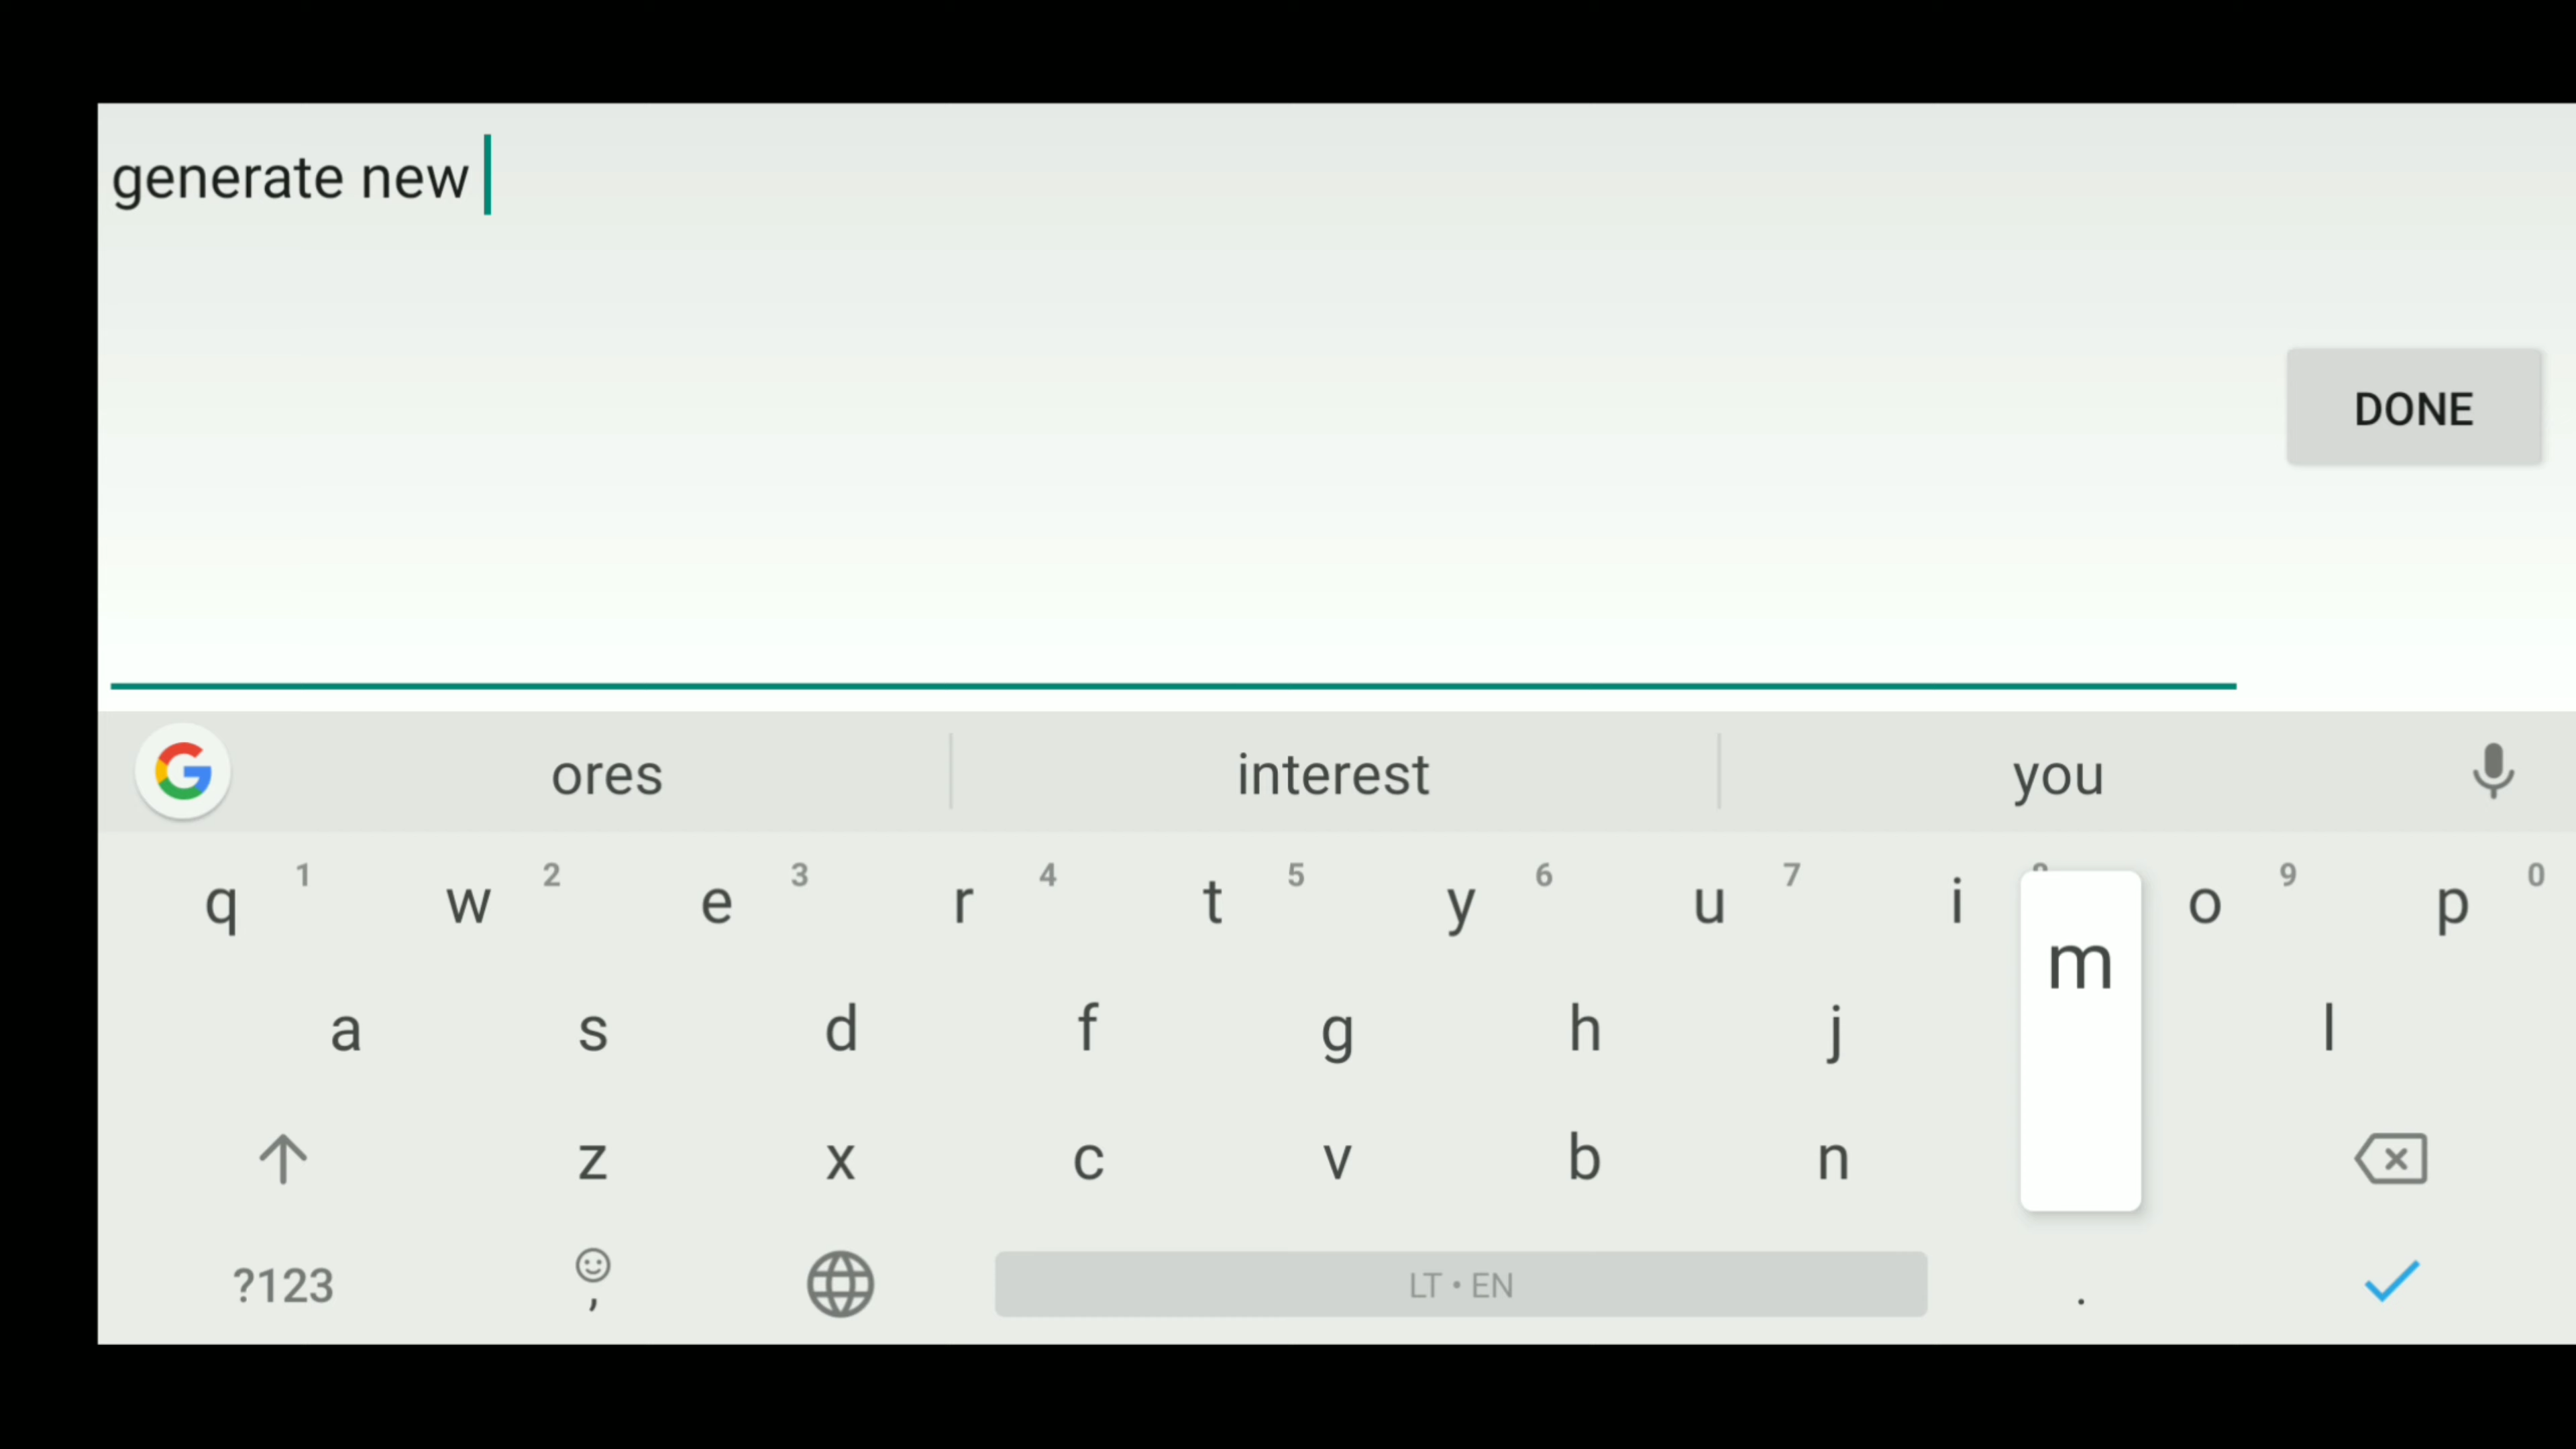 generate new
DONE
ores interest you
q 1 w 2 e 3 r 4 t 5 y 6 u 7 i o 9 p 0
a s d f g h j l
z x c v b n m
?123 , LT • EN .